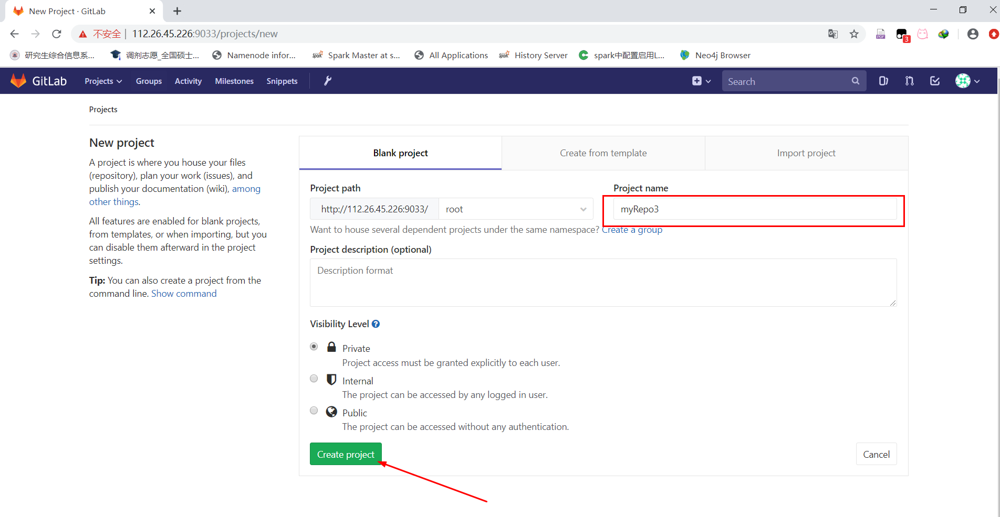 New Project · GitLab
不安全 | 112.26.45.226:9033/projects/new
3
研究生综合信息系... 调剂志愿_全国硕士... Namenode infor... Spark Master at s... All Applications History Server spark中配置启用L... Neo4j Browser
GitLab Projects Groups Activity Milestones Snippets Search
Projects
New project
A project is where you house your files
(repository), plan your work (issues), and
publish your documentation (wiki), among
other things.
All features are enabled for blank projects,
from templates, or when importing, but you
can disable them afterward in the project
settings.
Tip: You can also create a project from the
command line. Show command
Blank project Create from template Import project
Project path Project name
http://112.26.45.226:9033/ root myRepo3
Want to house several dependent projects under the same namespace? Create a group
Project description (optional)
Description format
Visibility Level ?
Private
Project access must be granted explicitly to each user.
Internal
The project can be accessed by any logged in user.
Public
The project can be accessed without any authentication.
Create project Cancel